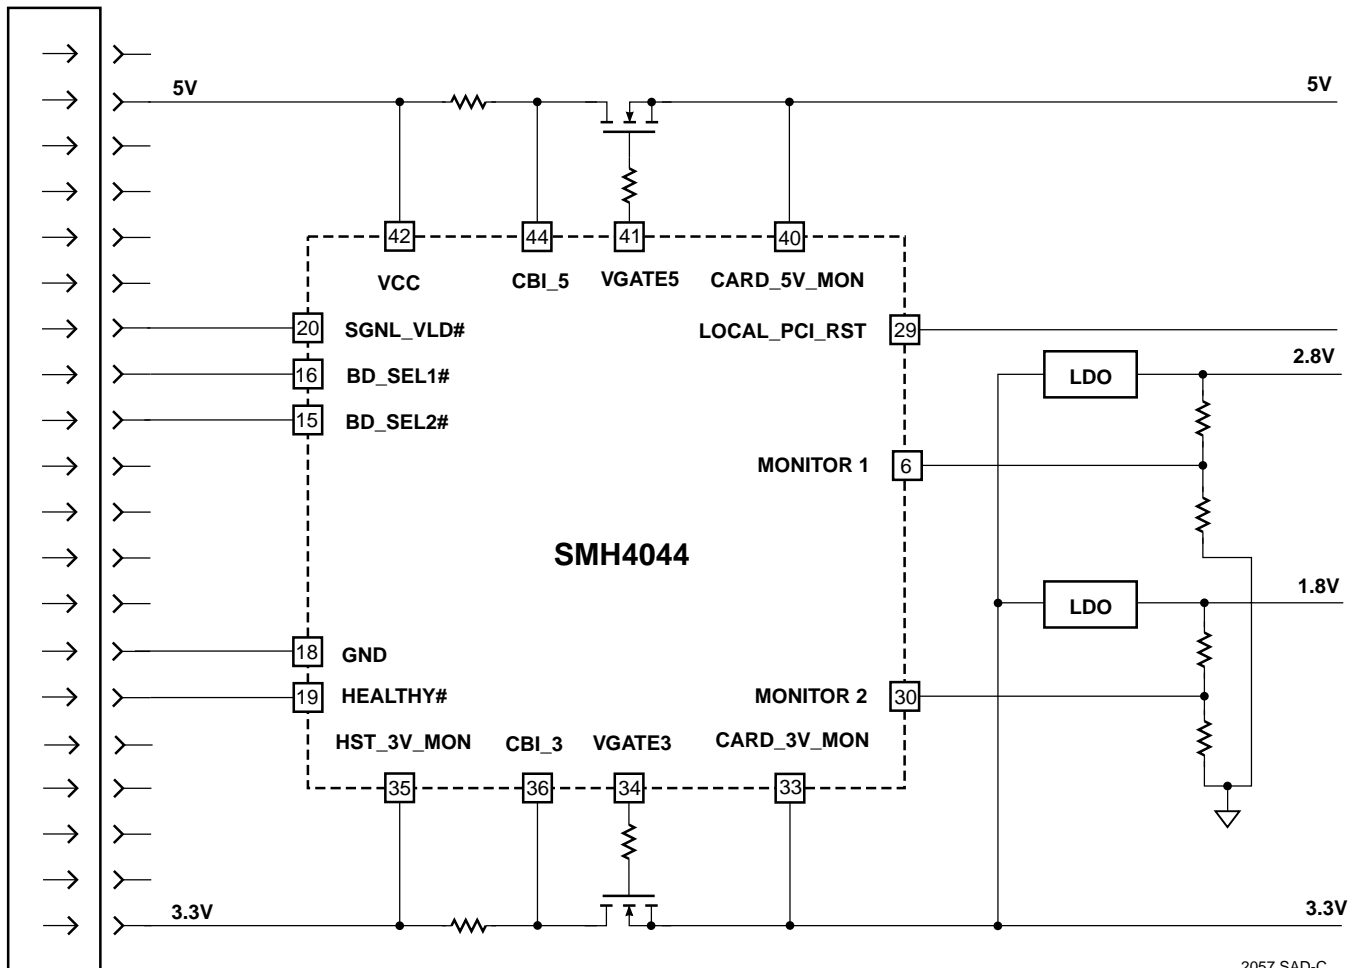 5V
5V
42
44
41
40
VCC
CBI_5
VGATE5
CARD_5V_MON
20
SGNL_VLD#
LOCAL_PCI_RST
29
2.8V
16
BD_SEL1#
LDO
15
BD_SEL2#
MONITOR 1
6
SMH4044
1.8V
LDO
18
GND
19
HEALTHY#
MONITOR 2
30
HST_3V_MON
CBI_3
VGATE3
CARD_3V_MON
35
36
34
33
3.3V
3.3V
2057 SAD-C